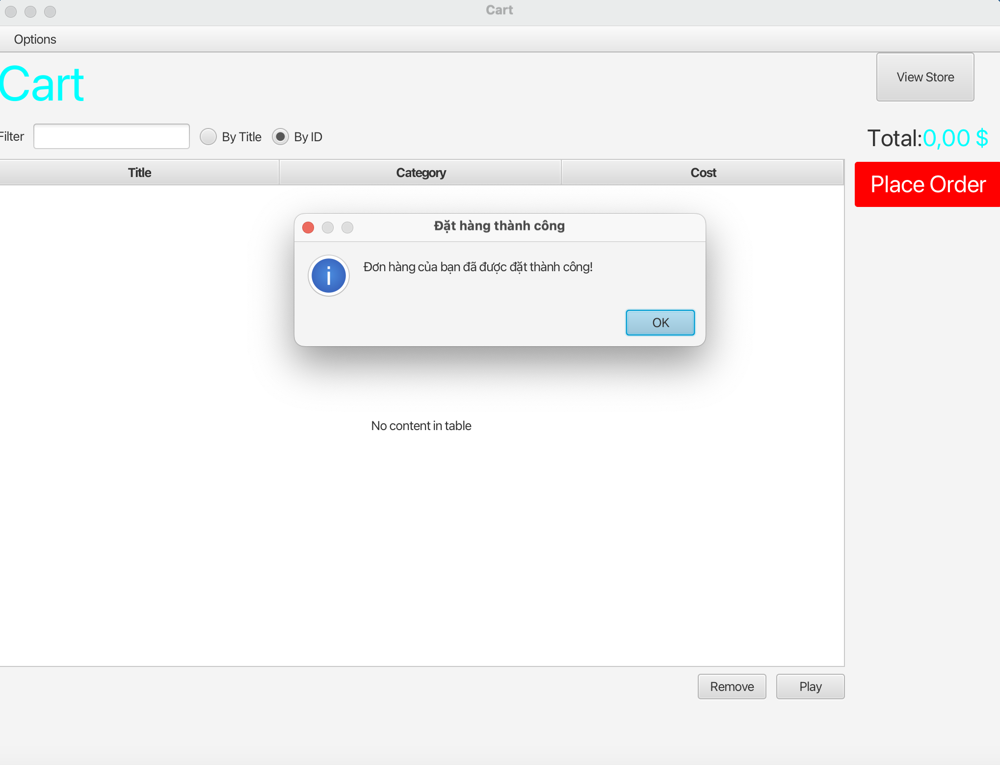 Cart
Options
Cart
View Store
Filter
By Title
By ID
Total:0,00 $
Title
Category
Cost
Place Order
Đặt hàng thành công
Đơn hàng của bạn đã được đặt thành công!
OK
No content in table
Remove
Play